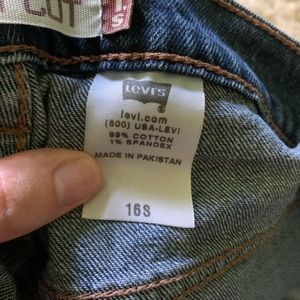 CUT
LEVI'S
®
levi.com
(800) USA-LEVI
99% COTTON
1% SPANDEX
MADE IN PAKISTAN
16S